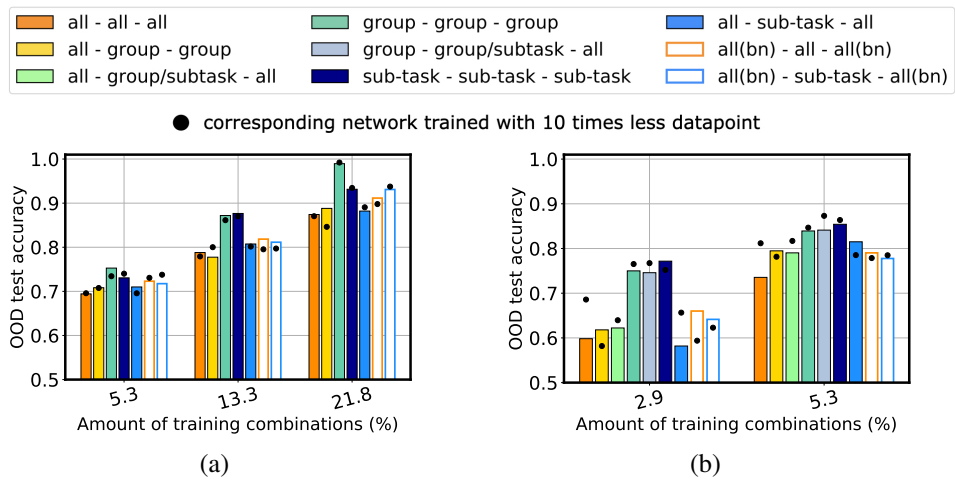 all - all - all
group - group - group
all - sub-task - all
all - group - group
group - group/subtask - all
all(bn) - all - all(bn)
all - group/subtask - all
sub-task - sub-task - sub-task
all(bn) - sub-task - all(bn)
corresponding network trained with 10 times less datapoint
OOD test accuracy
1.0
0.9
0.8
0.7
0.6
0.5
5.3
13.3
21.8
Amount of training combinations (%)
(a)
OOD test accuracy
1.0
0.9
0.8
0.7
0.6
0.5
2.9
5.3
Amount of training combinations (%)
(b)